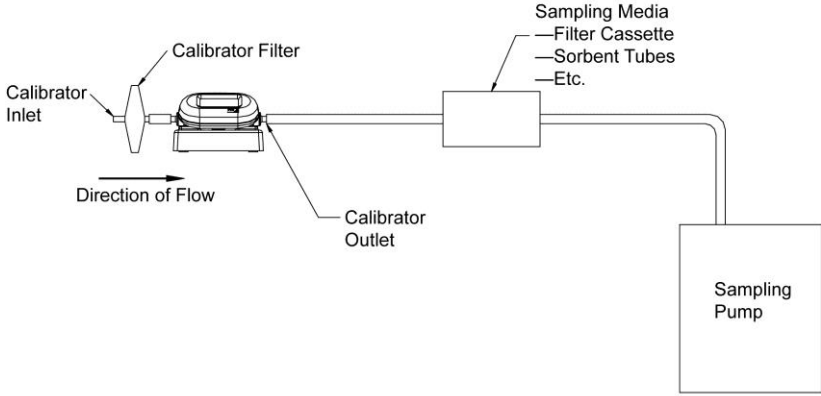 Sampling Media
—Filter Cassette
—Sorbent Tubes
—Etc.
Calibrator Filter
Calibrator
Inlet
Direction of Flow
Calibrator
Outlet
Sampling
Pump